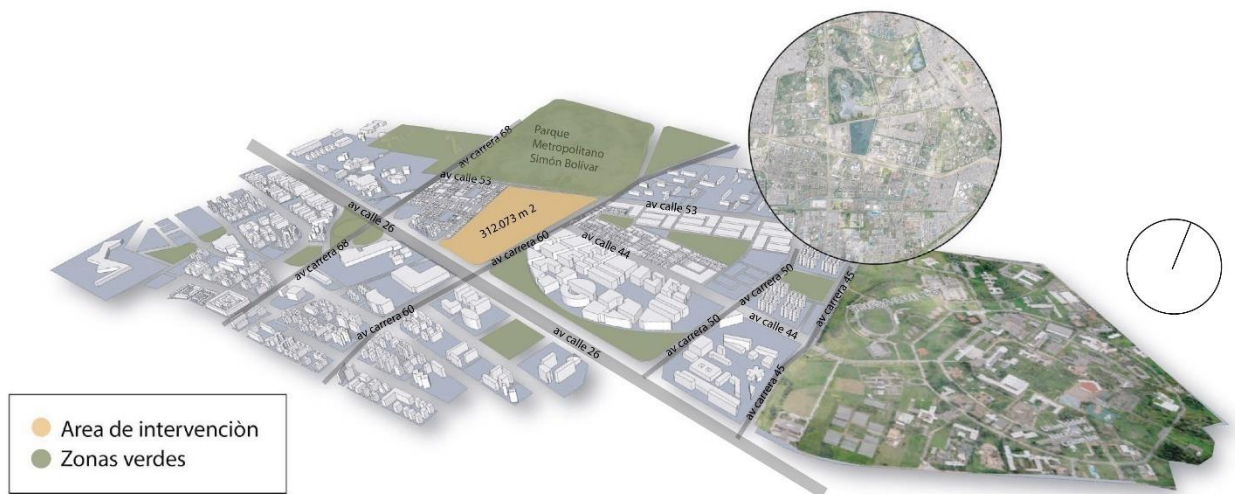 Parque
Metropolitano
Simón Bolívar
av carrera 68
av calle 53
av calle 26
312.073 m 2
av calle 53
av carrera 60
av calle 44
av carrera 68
av carrera 50
av carrera 45
av carrera 60
av calle 26
av carrera 50
av calle 44
av carrera 45
Area de intervenciòn
Zonas verdes